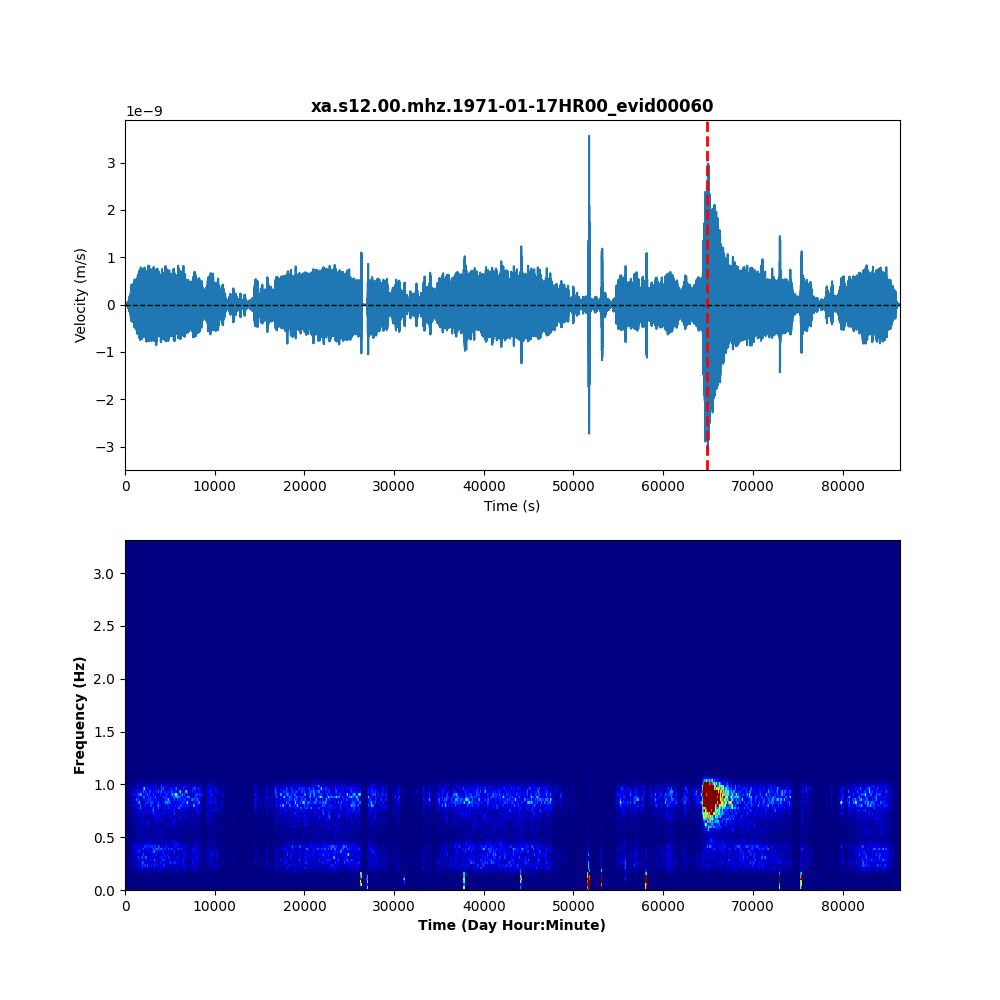 xa.s12.00.mhz.1971-01-17HR00_evid00060
1e−9
3
2
1
0
−1
−2
−3
Velocity (m/s)
0 10000 20000 30000 40000 50000 60000 70000 80000
Time (s)
3.0
2.5
2.0
1.5
1.0
0.5
0.0
Frequency (Hz)
0 10000 20000 30000 40000 50000 60000 70000 80000
Time (Day Hour:Minute)